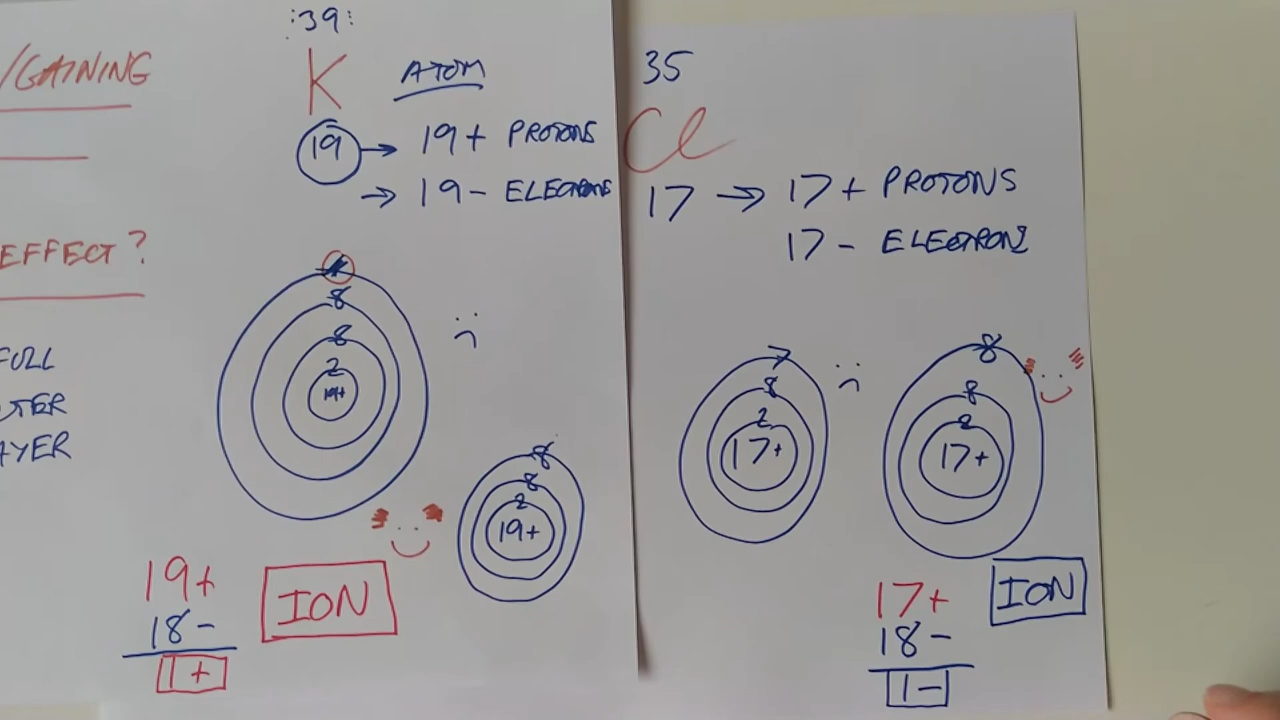 /GAINING
EFFECT?
FULL
OUTER
LAYER
:39:
K
ATOM
19 → 19+ PROTONS
→ 19- ELECTRONS
8
8
2
19+
8
8
2
19+
19+
18-
1+
ION
35
Cl
17 → 17+ PROTONS
17- ELECTRONS
7
8
2
17+
8
8
2
17+
17+
18-
1-
ION